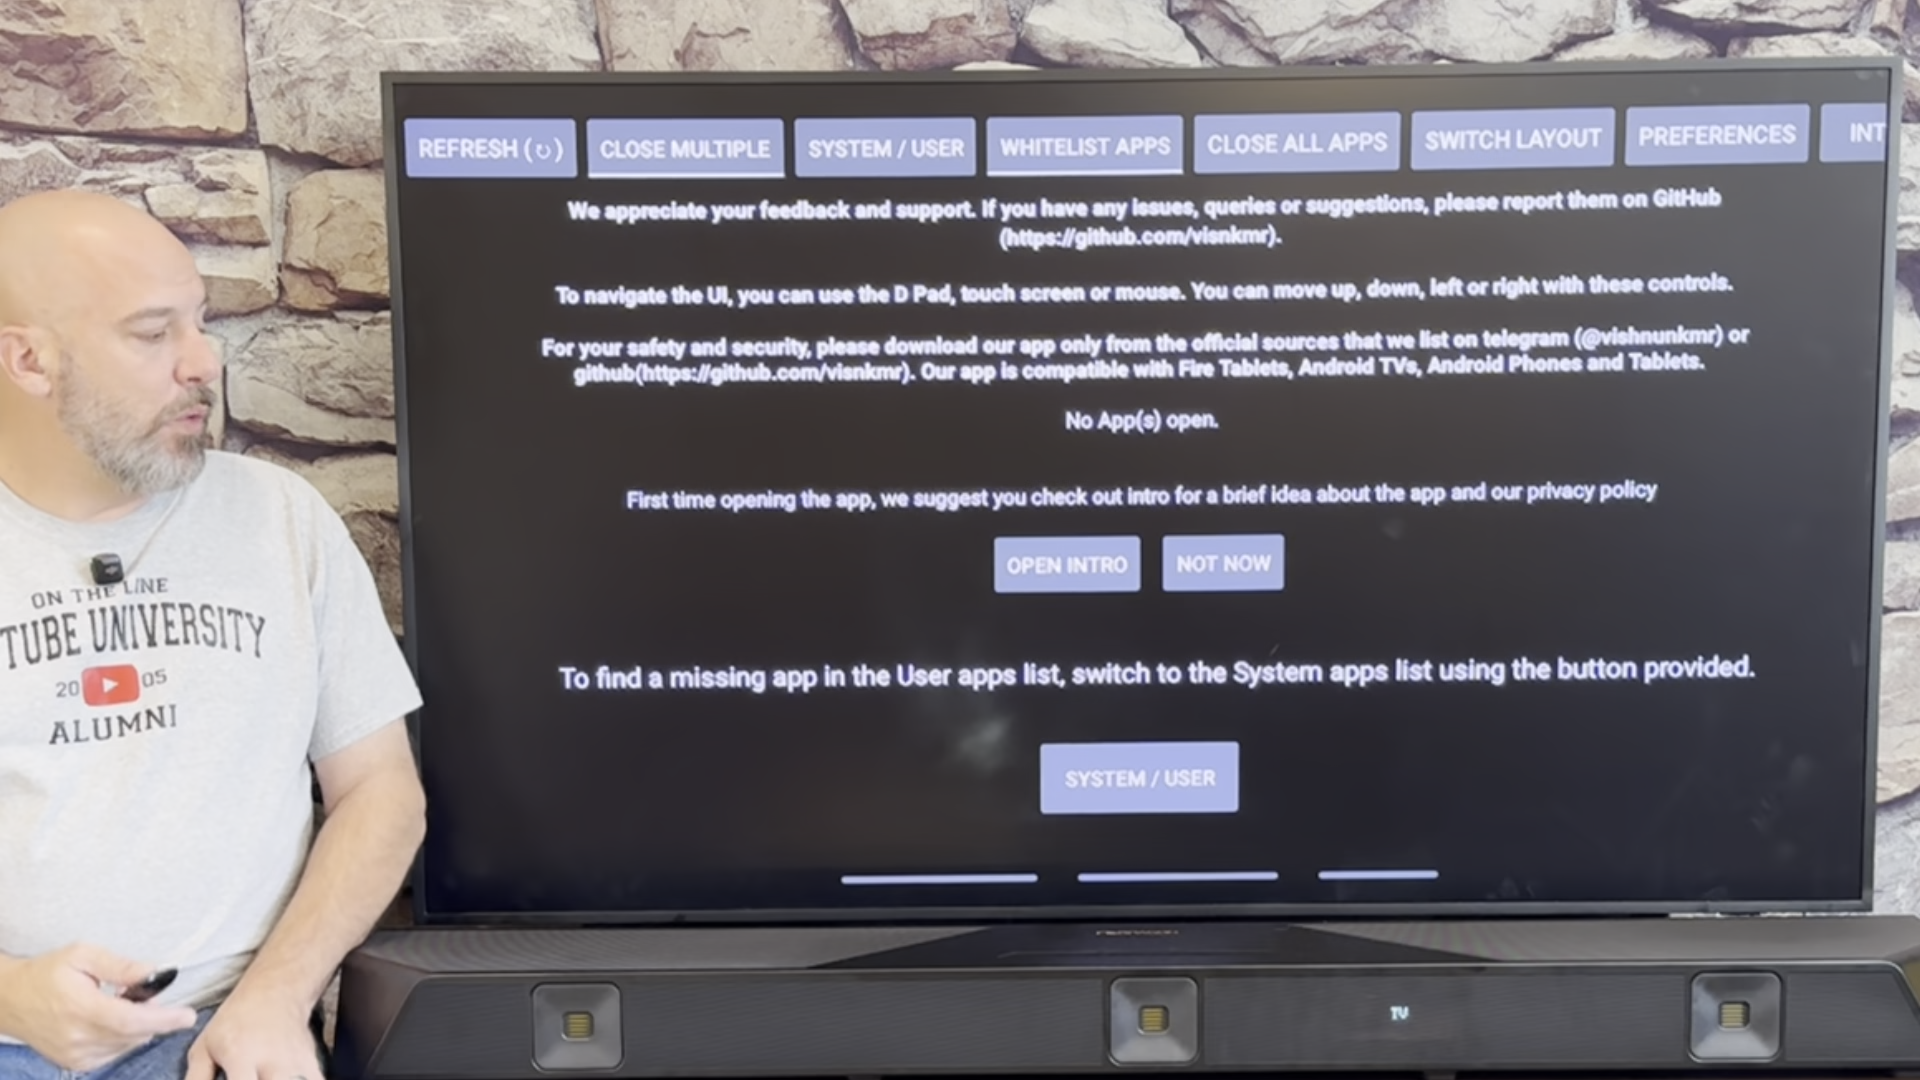 REFRESH (↻) CLOSE MULTIPLE SYSTEM / USER WHITELIST APPS CLOSE ALL APPS SWITCH LAYOUT PREFERENCES INT
We appreciate your feedback and support. If you have any issues, queries or suggestions, please report them on GitHub
(https://github.com/visnkmr).
To navigate the UI, you can use the D Pad, touch screen or mouse. You can move up, down, left or right with these controls.
For your safety and security, please download our app only from the official sources that we list on telegram (@vishnunkmr) or
github(https://github.com/visnkmr). Our app is compatible with Fire Tablets, Android TVs, Android Phones and Tablets.
No App(s) open.
First time opening the app, we suggest you check out intro for a brief idea about the app and our privacy policy
OPEN INTRO NOT NOW
To find a missing app in the User apps list, switch to the System apps list using the button provided.
SYSTEM / USER
ON THE LINE
TUBE UNIVERSITY
20 05
ALUMNI
TV